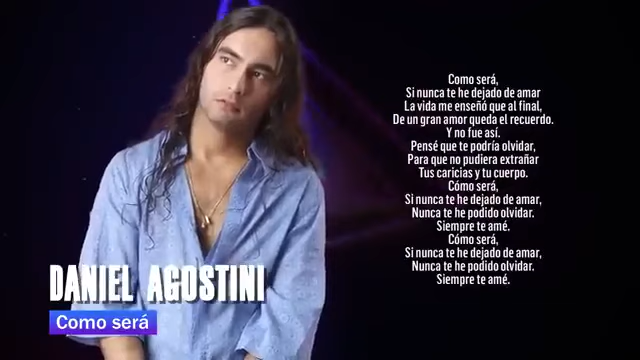 Como será,
Si nunca te he dejado de amar
La vida me enseñó que al final,
De un gran amor queda el recuerdo.
Y no fue así.
Pensé que te podría olvidar,
Para que no pudiera extrañar
Tus caricias y tu cuerpo.
Cómo será,
Si nunca te he dejado de amar,
Nunca te he podido olvidar.
Siempre te amé.
Cómo será,
Si nunca te he dejado de amar,
Nunca te he podido olvidar.
Siempre te amé.
DANIEL AGOSTINI
Como será